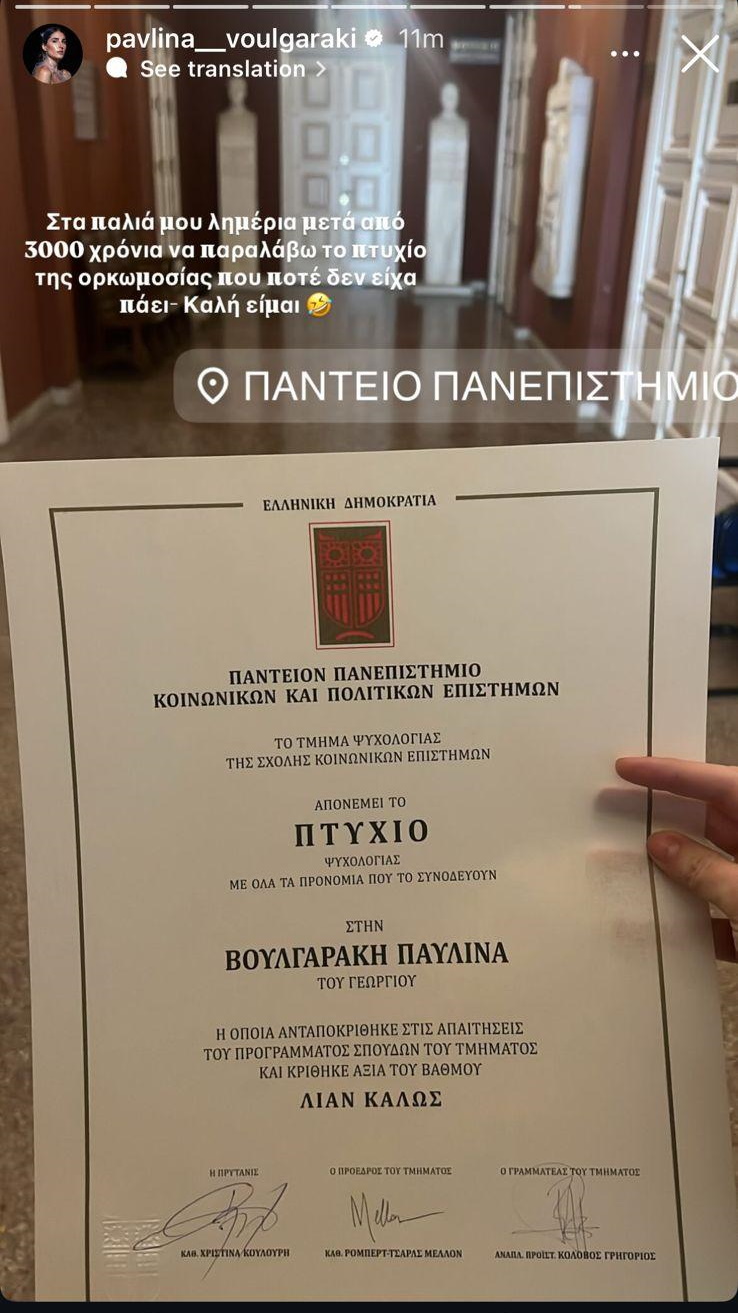 pavlina__voulgaraki 11m
See translation
Στα παλιά μου λημέρια μετά από
3000 χρόνια να παραλάβω το πτυχίο
της ορκωμοσίας που ποτέ δεν είχα
πάει- Καλή είμαι 🤣
ΠΑΝΤΕΙΟ ΠΑΝΕΠΙΣΤΗΜΙΟ
ΕΛΛΗΝΙΚΗ ΔΗΜΟΚΡΑΤΙΑ
ΠΑΝΤΕΙΟΝ ΠΑΝΕΠΙΣΤΗΜΙΟ
ΚΟΙΝΩΝΙΚΩΝ ΚΑΙ ΠΟΛΙΤΙΚΩΝ ΕΠΙΣΤΗΜΩΝ
ΤΟ ΤΜΗΜΑ ΨΥΧΟΛΟΓΙΑΣ
ΤΗΣ ΣΧΟΛΗΣ ΚΟΙΝΩΝΙΚΩΝ ΕΠΙΣΤΗΜΩΝ
ΑΠΟΝΕΜΕΙ ΤΟ
ΠΤΥΧΙΟ
ΨΥΧΟΛΟΓΙΑΣ
ΜΕ ΟΛΑ ΤΑ ΠΡΟΝΟΜΙΑ ΠΟΥ ΤΟ ΣΥΝΟΔΕΥΟΥΝ
ΣΤΗΝ
ΒΟΥΛΓΑΡΑΚΗ ΠΑΥΛΙΝΑ
ΤΟΥ ΓΕΩΡΓΙΟΥ
Η ΟΠΟΙΑ ΑΝΤΑΠΟΚΡΙΘΗΚΕ ΣΤΙΣ ΑΠΑΙΤΗΣΕΙΣ
ΤΟΥ ΠΡΟΓΡΑΜΜΑΤΟΣ ΣΠΟΥΔΩΝ ΤΟΥ ΤΜΗΜΑΤΟΣ
ΚΑΙ ΚΡΙΘΗΚΕ ΑΞΙΑ ΤΟΥ ΒΑΘΜΟΥ
ΛΙΑΝ ΚΑΛΩΣ
Η ΠΡΥΤΑΝΙΣ Ο ΠΡΟΕΔΡΟΣ ΤΟΥ ΤΜΗΜΑΤΟΣ Ο ΓΡΑΜΜΑΤΕΑΣ ΤΟΥ ΤΜΗΜΑΤΟΣ
ΚΑΘ. ΧΡΙΣΤΙΝΑ ΚΟΥΛΟΥΡΗ ΚΑΘ. ΡΟΜΠΕΡΤ-ΤΣΑΡΛΣ ΜΕΛΛΟΝ ΑΝΑΠΛ. ΠΡΟΪΣΤ. ΚΟΛΟΒΟΣ ΓΡΗΓΟΡΙΟΣ